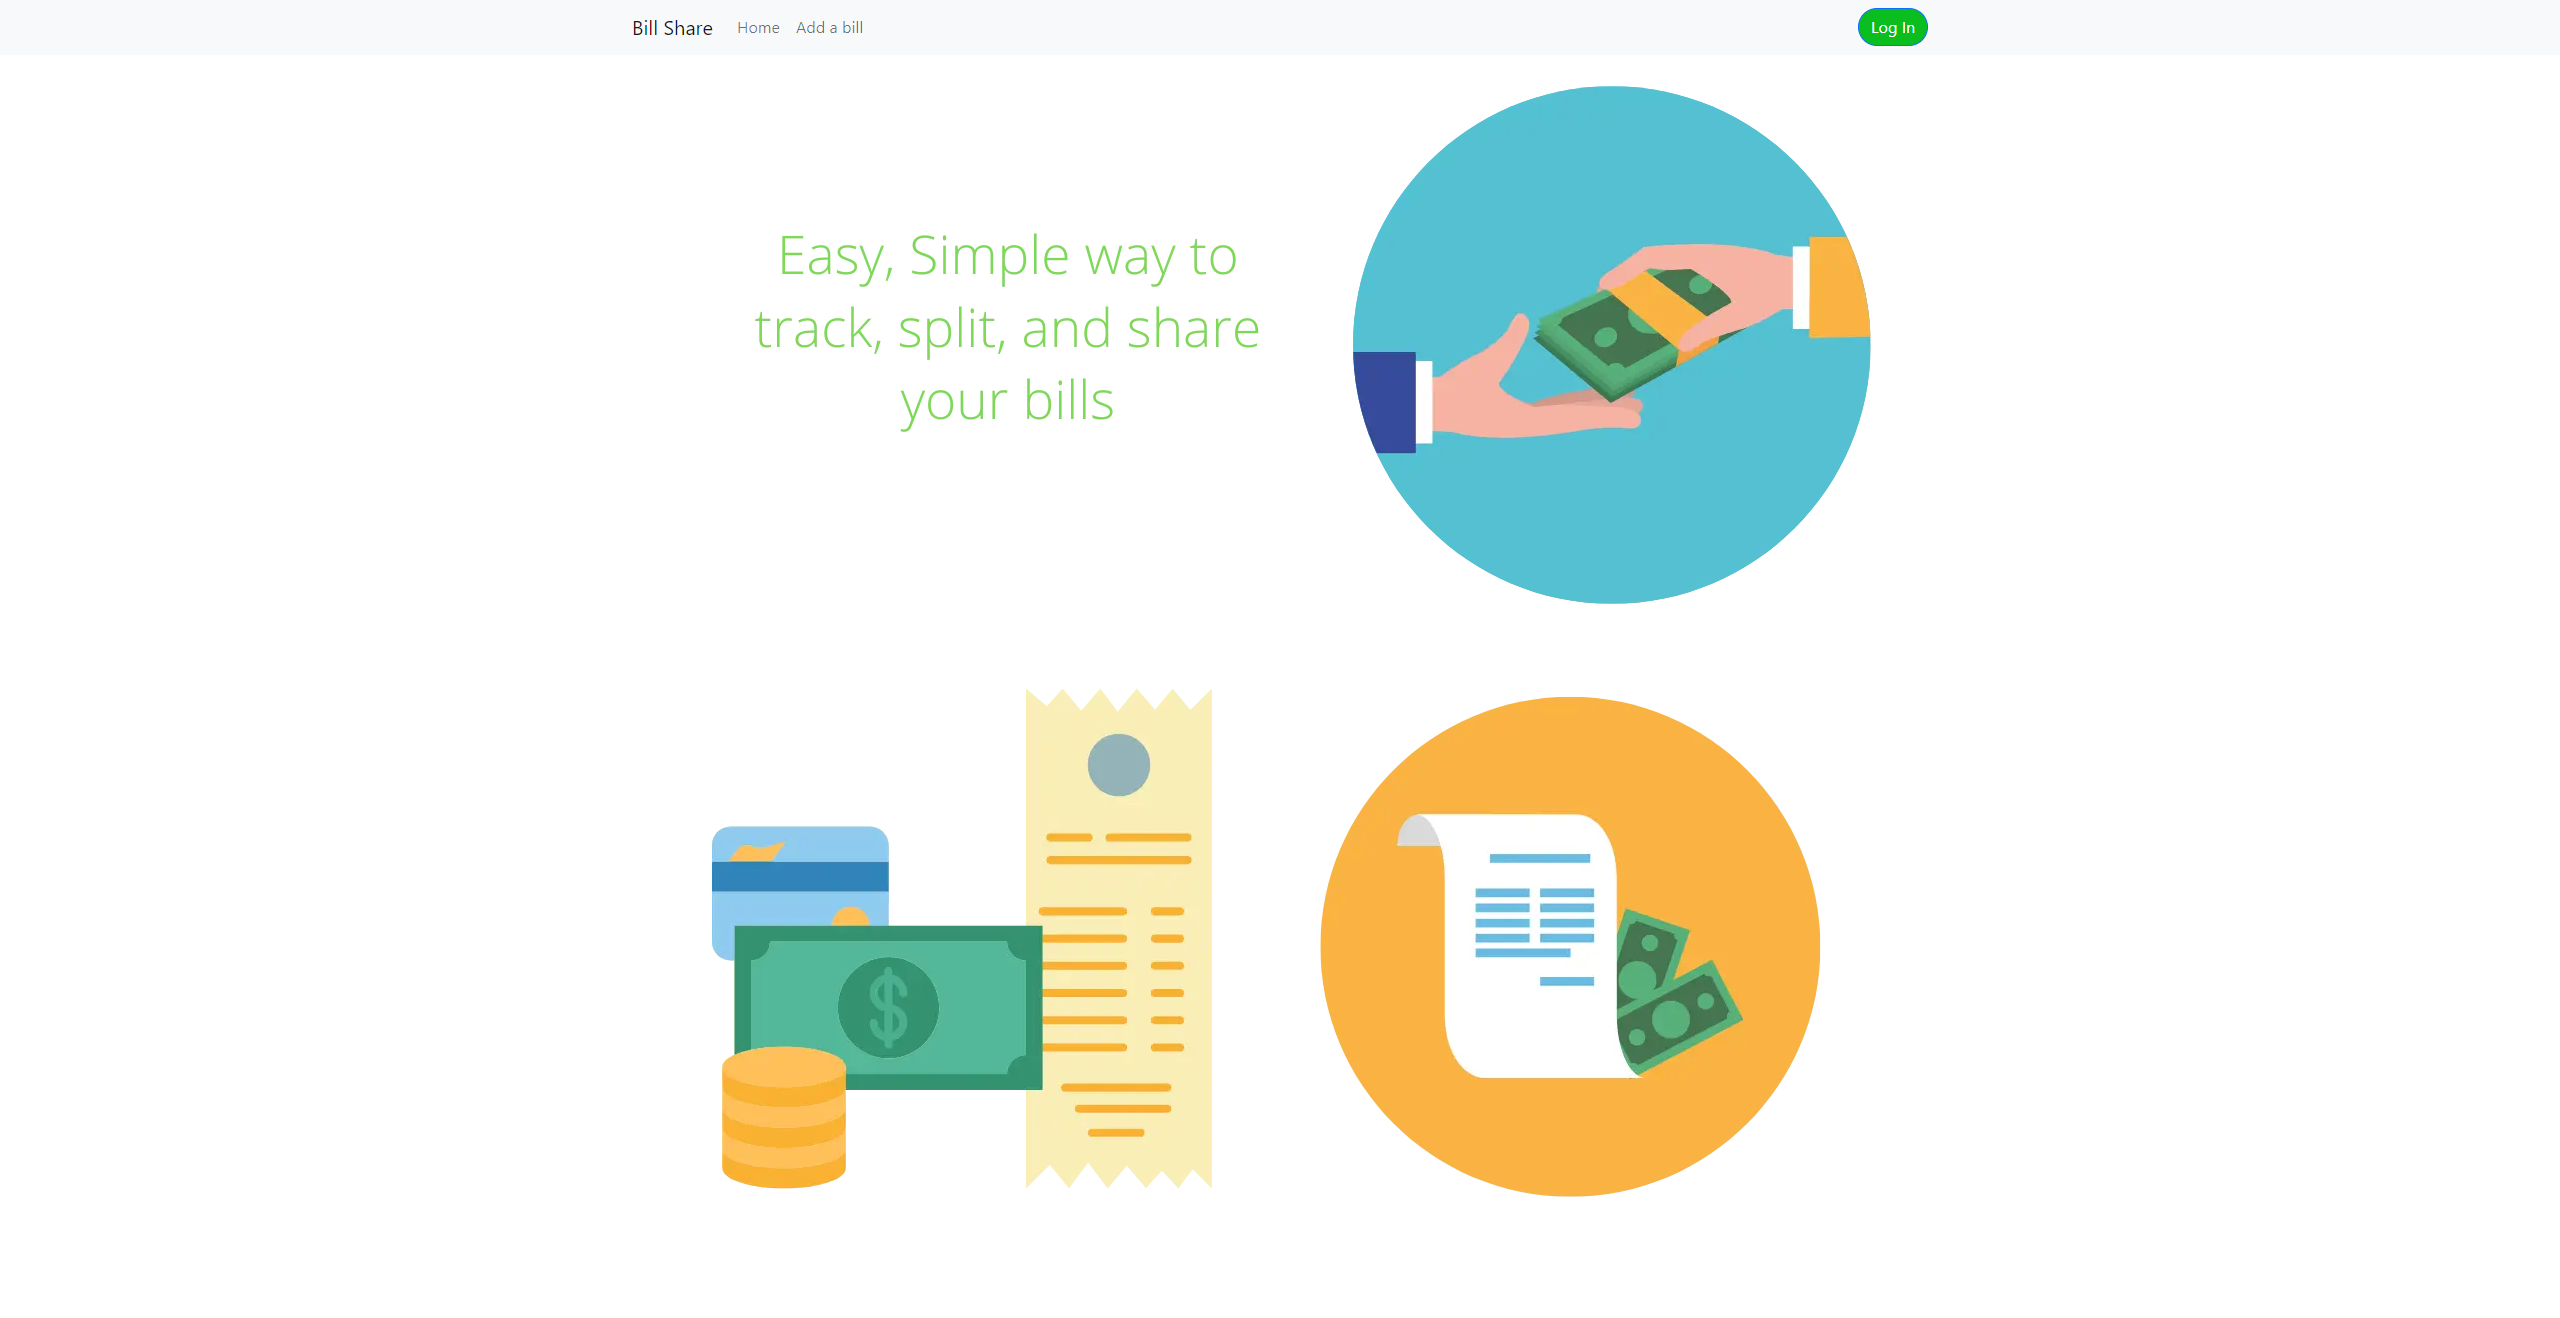 Bill Share Home Add a bill Log In
Easy, Simple way to
track, split, and share
your bills
$